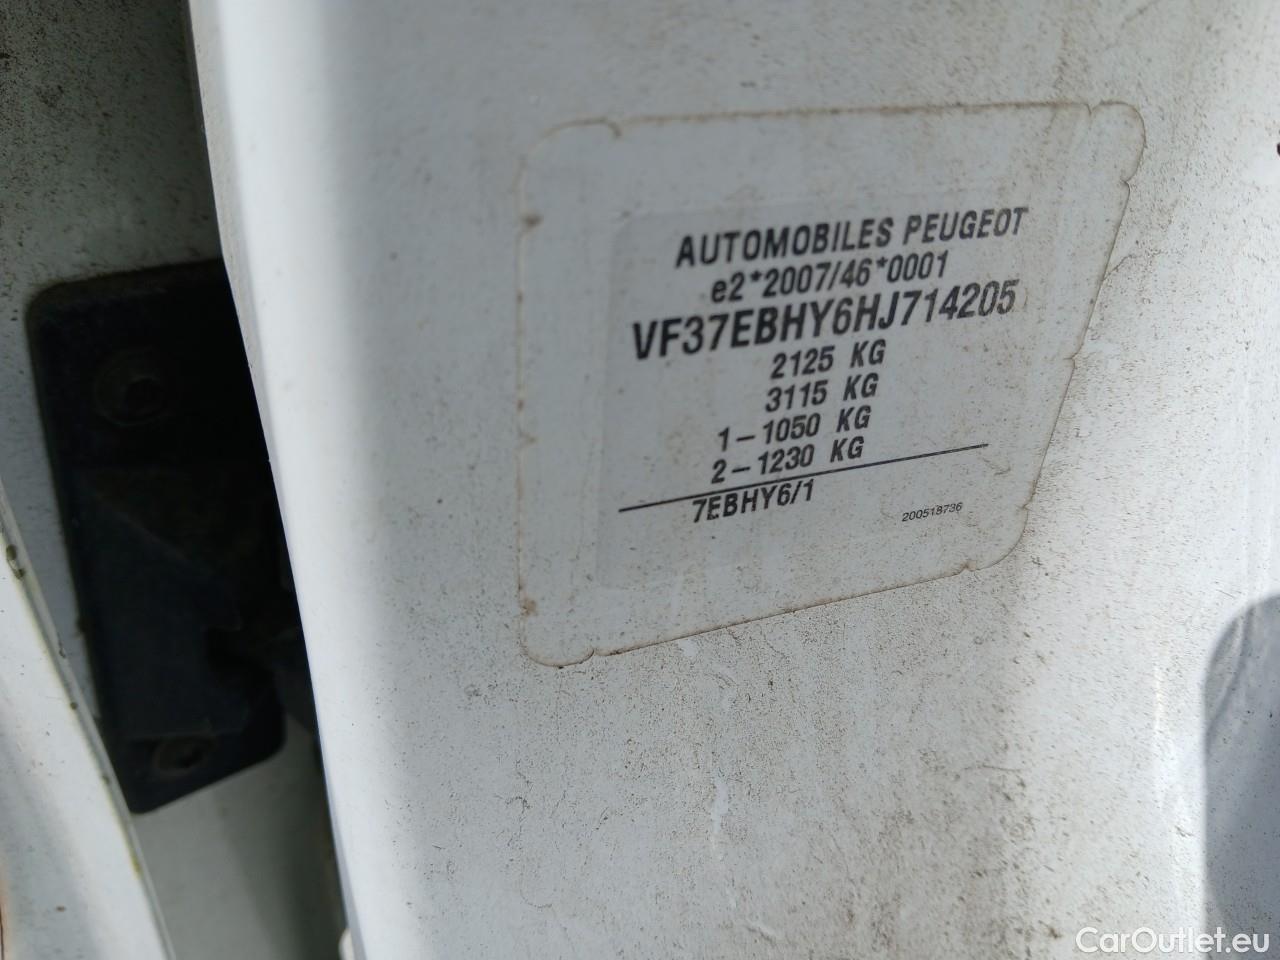 AUTOMOBILES PEUGEOT
e2*2007/46*0001
VF37EBHY6HJ714205
2125 KG
3115 KG
1-1050 KG
2-1230 KG
7EBHY6/1
200518736
CarOutlet.eu